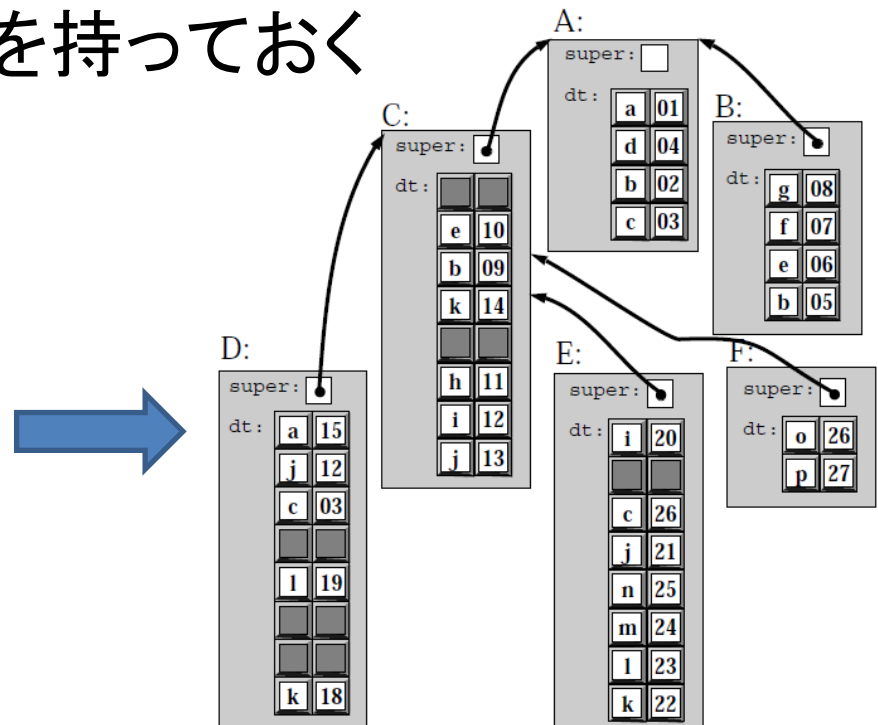 を持っておく
A:
super:
dt:
a 01
d 04
b 02
c 03
B:
super:
dt:
g 08
f 07
e 06
b 05
C:
super:
dt:
e 10
b 09
k 14
h 11
i 12
j 13
D:
super:
dt:
a 15
j 12
c 03
l 19
k 18
E:
super:
dt:
i 20
c 26
j 21
n 25
m 24
l 23
k 22
F:
super:
dt:
o 26
p 27